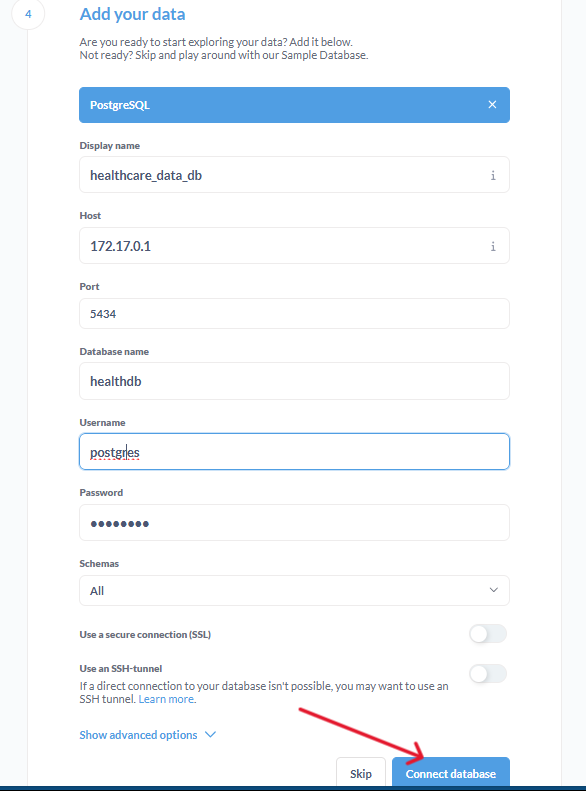 4
Add your data
Are you ready to start exploring your data? Add it below.
Not ready? Skip and play around with our Sample Database.
PostgreSQL
Display name
healthcare_data_db
Host
172.17.0.1
Port
5434
Database name
healthdb
Username
postgres
Password
••••••••
Schemas
All
Use a secure connection (SSL)
Use an SSH-tunnel
If a direct connection to your database isn't possible, you may want to use an
SSH tunnel. Learn more.
Show advanced options
Skip
Connect database